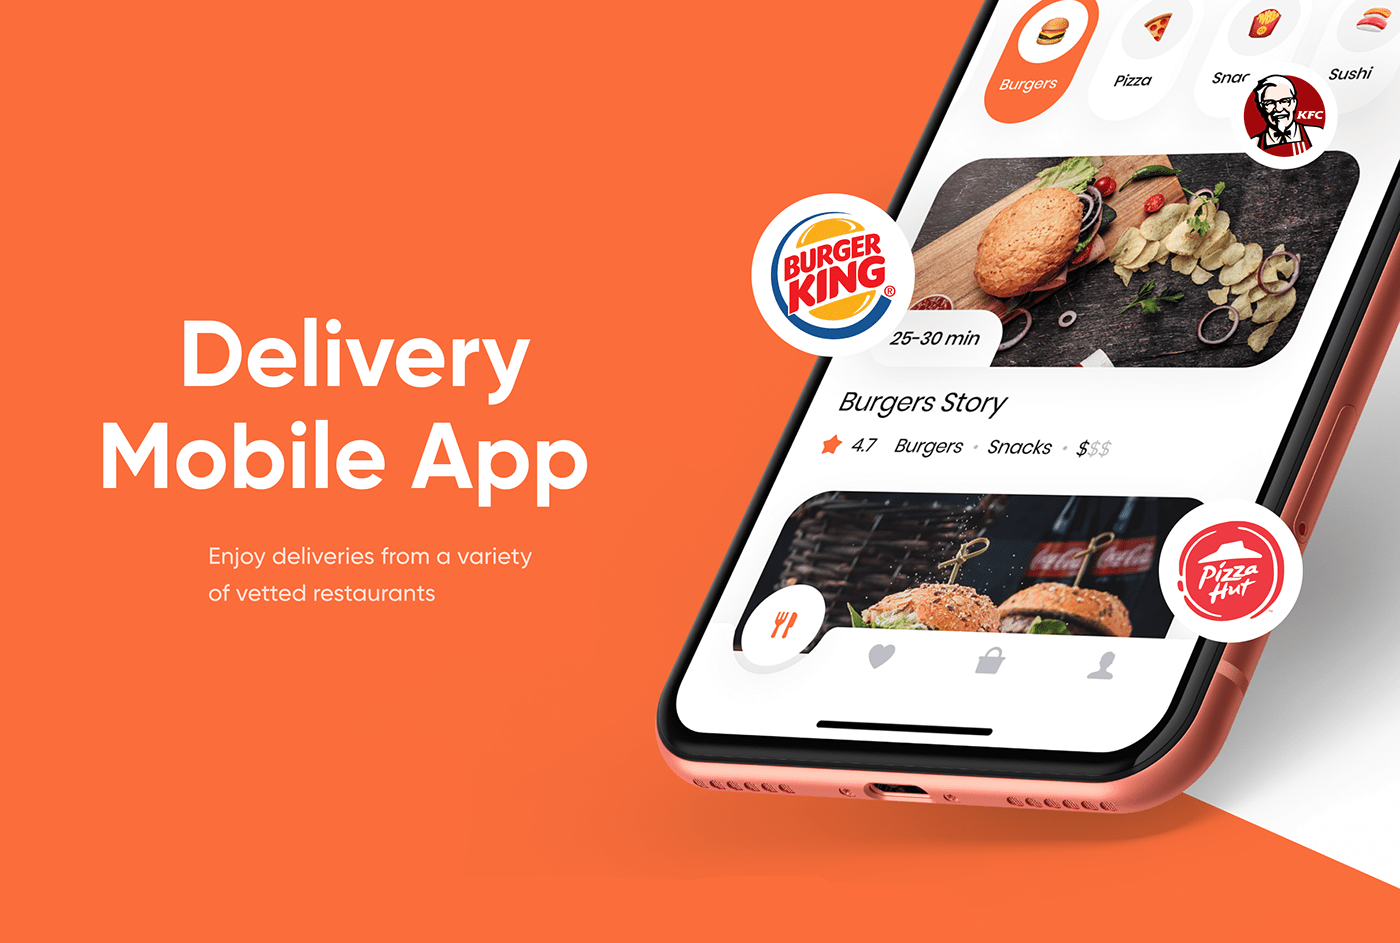 Delivery
Mobile App
Enjoy deliveries from a variety
of vetted restaurants
Burgers
Pizza
Snac
Sushi
KFC
BURGER
KING®
25-30 min
Burgers Story
4.7 Burgers • Snacks • $$$
Coca-Cola Coca-Cola
Pizza
Hut